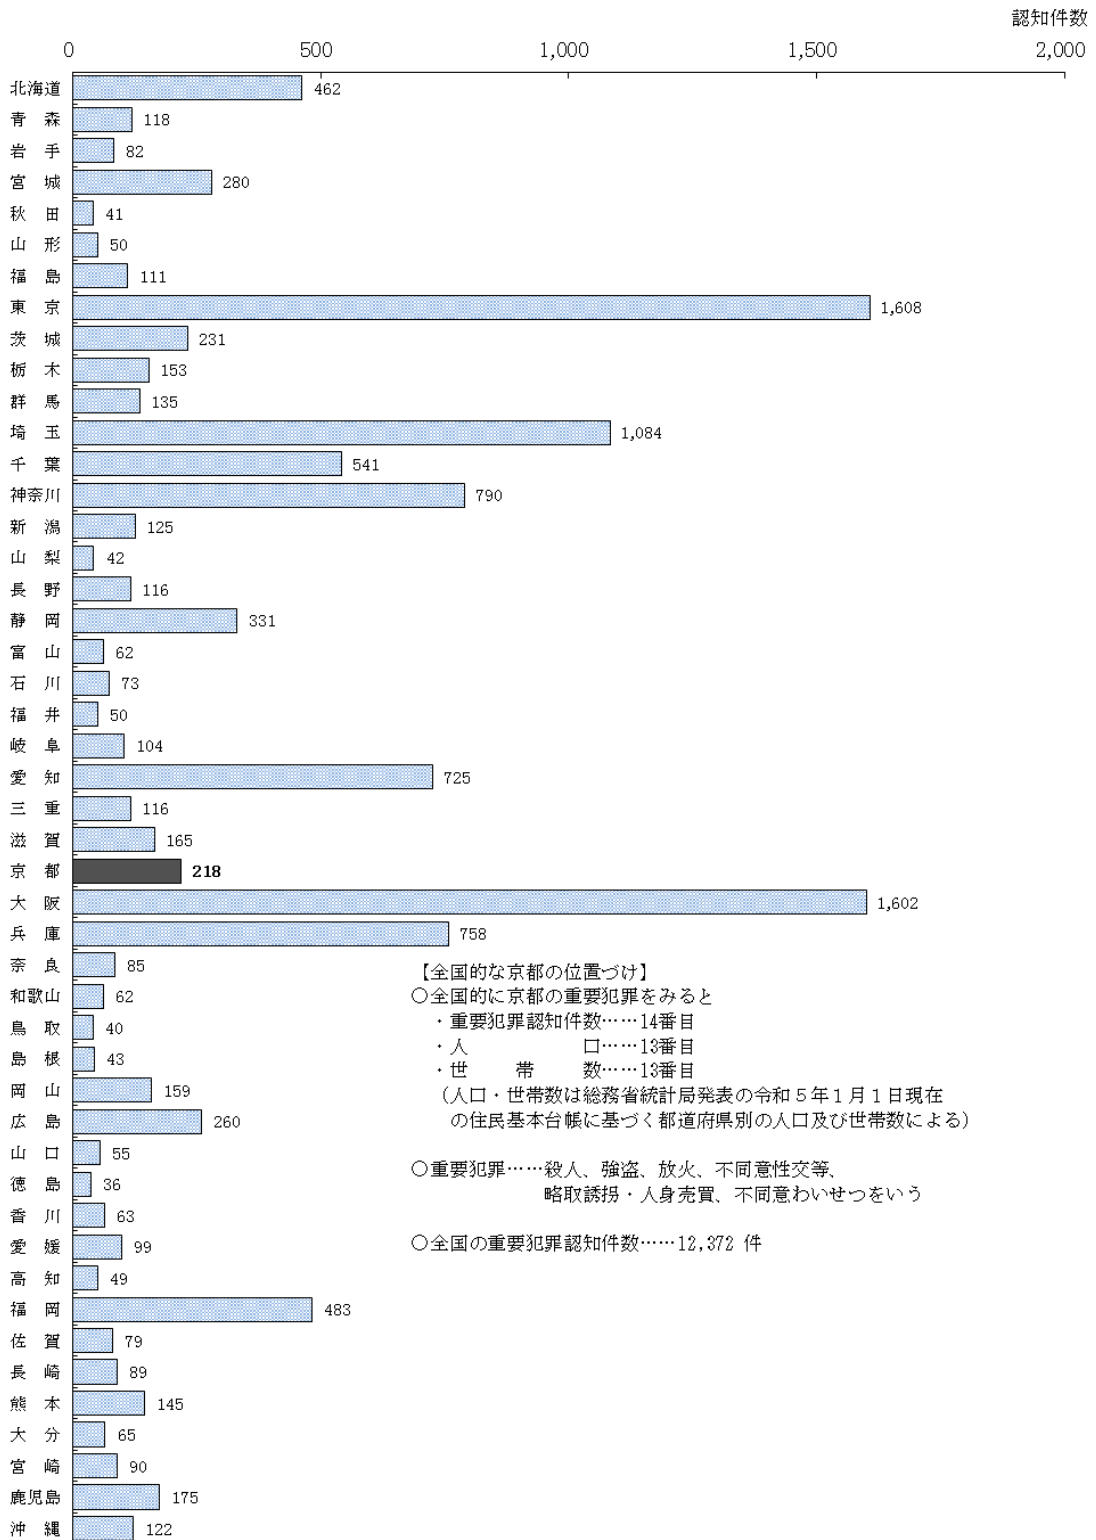 認知件数
0 500 1,000 1,500 2,000
北海道 462
青森 118
岩手 82
宮城 280
秋田 41
山形 50
福島 111
東京 1,608
茨城 231
栃木 153
群馬 135
埼玉 1,084
千葉 541
神奈川 790
新潟 125
山梨 42
長野 116
静岡 331
富山 62
石川 73
福井 50
岐阜 104
愛知 725
三重 116
滋賀 165
京都 218
大阪 1,602
兵庫 758
奈良 85
和歌山 62
鳥取 40
島根 43
岡山 159
広島 260
山口 55
徳島 36
香川 63
愛媛 99
高知 49
福岡 483
佐賀 79
長崎 89
熊本 145
大分 65
宮崎 90
鹿児島 175
沖縄 122
【全国的な京都の位置づけ】
○全国的に京都の重要犯罪をみると
・重要犯罪認知件数……14番目
・人口……13番目
・世帯数……13番目
(人口・世帯数は総務省統計局発表の令和5年1月1日現在
の住民基本台帳に基づく都道府県別の人口及び世帯数による)
○重要犯罪……殺人、強盗、放火、不同意性交等、
略取誘拐・人身売買、不同意わいせつをいう
○全国の重要犯罪認知件数……12,372 件